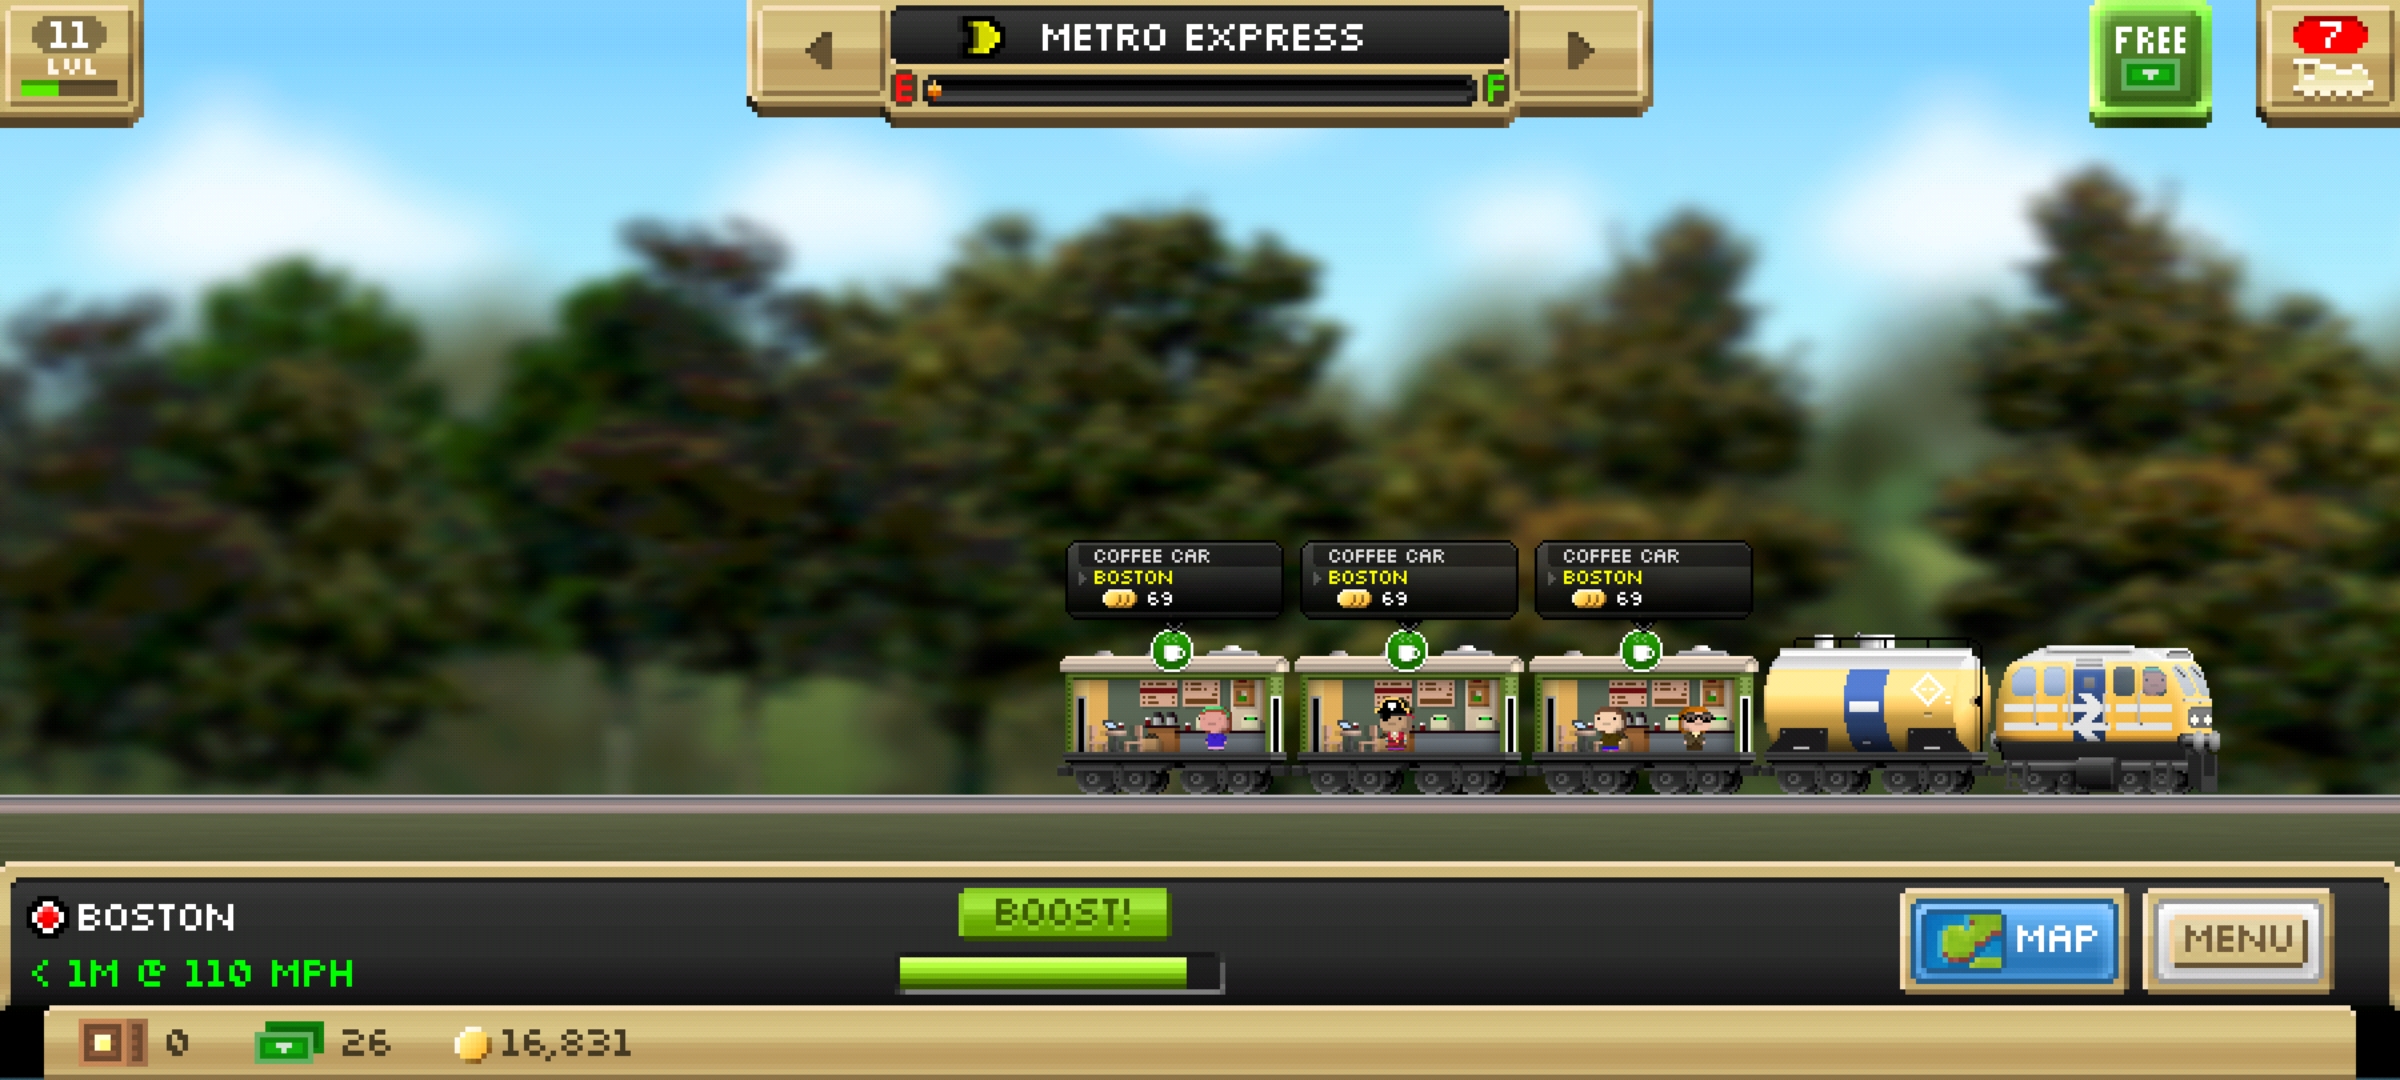 11
LVL
METRO EXPRESS
E F
FREE
7
COFFEE CAR
BOSTON
69
COFFEE CAR
BOSTON
69
COFFEE CAR
BOSTON
69
BOSTON
< 1M @ 110 MPH
BOOST!
MAP
MENU
0
26
16,831